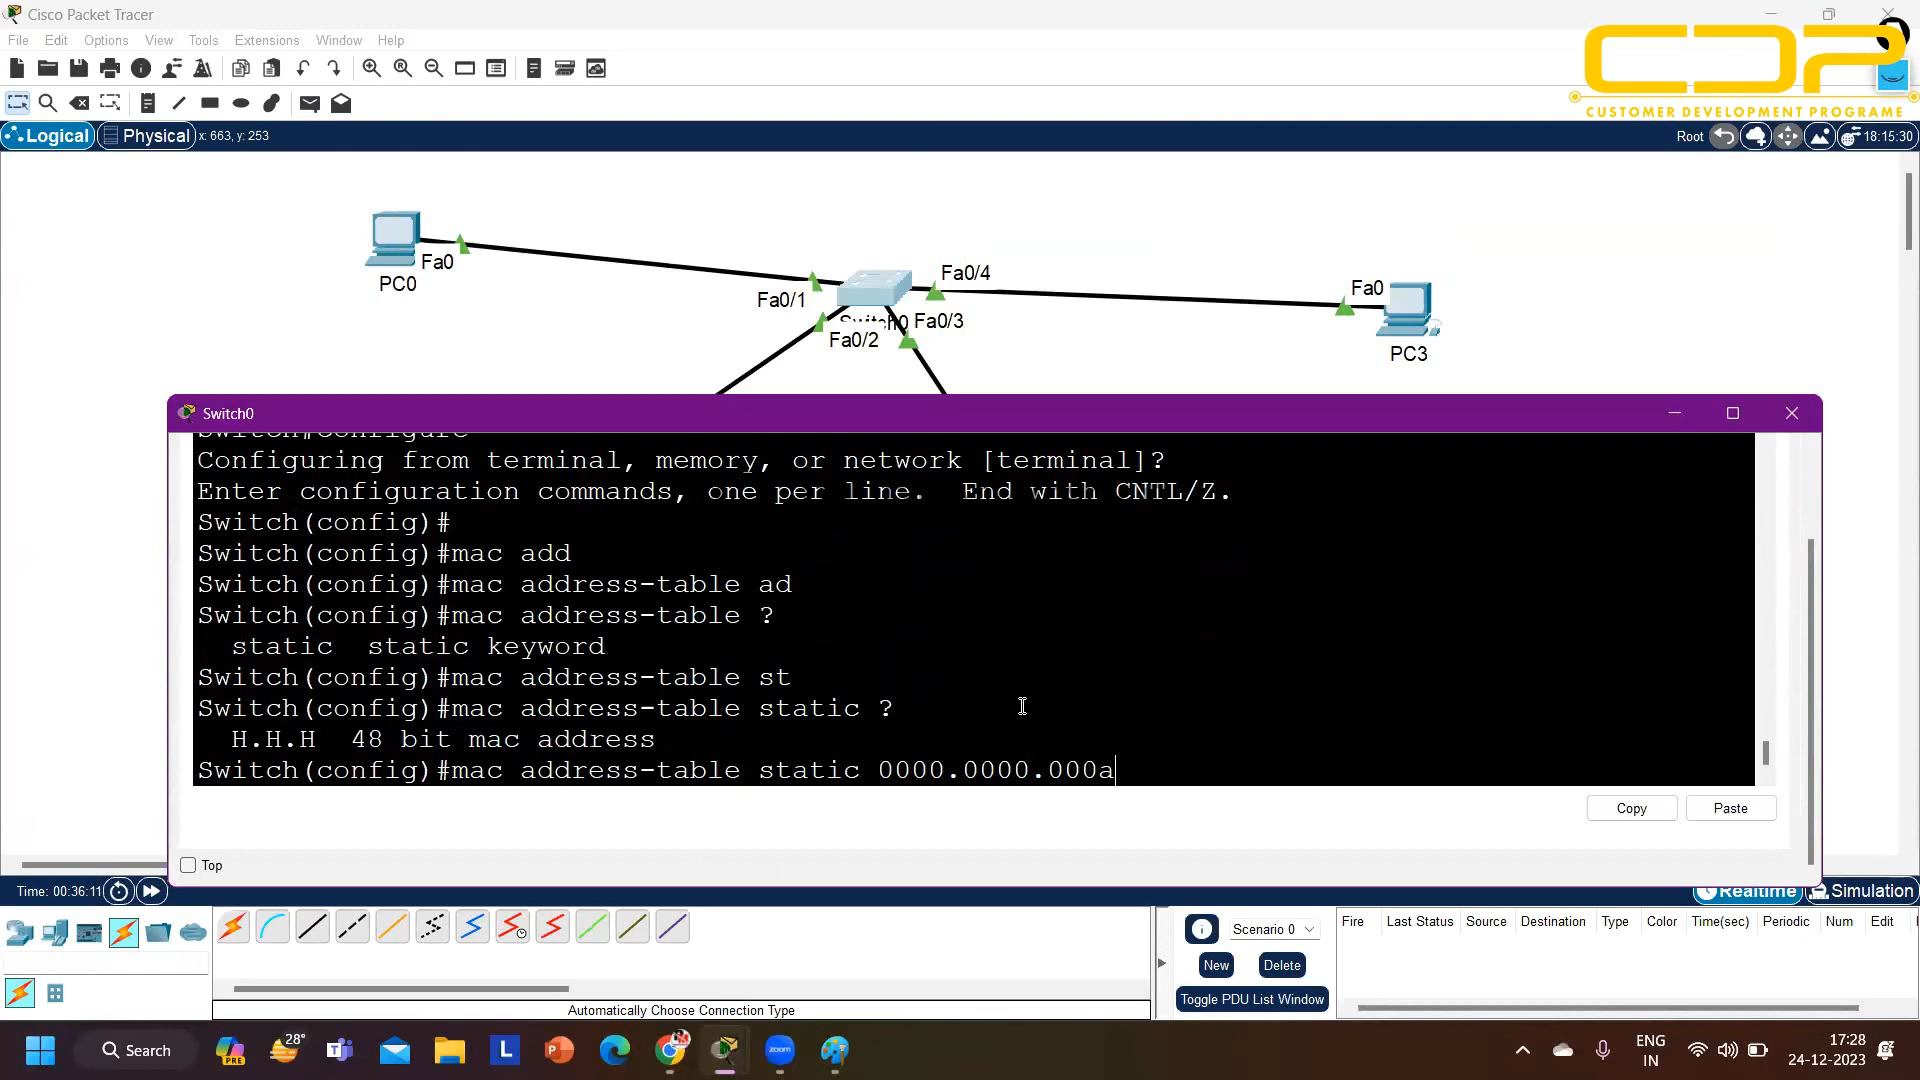 Cisco Packet Tracer
File Edit Options View Tools Extensions Window Help
CDP
CUSTOMER DEVELOPMENT PROGRAME
Logical Physical x: 663, y: 253
Root 18:15:30
PC0
Fa0
Fa0/1
Fa0/4
Switch0
Fa0/3
Fa0/2
Fa0
PC3
Switch0
Switch#configure
Configuring from terminal, memory, or network [terminal]?
Enter configuration commands, one per line. End with CNTL/Z.
Switch(config)#
Switch(config)#mac add
Switch(config)#mac address-table ad
Switch(config)#mac address-table ?
static static keyword
Switch(config)#mac address-table st
Switch(config)#mac address-table static ?
H.H.H 48 bit mac address
Switch(config)#mac address-table static 0000.0000.000a
Copy Paste
Top
Time: 00:36:11
Realtime Simulation
Scenario 0
New Delete
Toggle PDU List Window
Fire Last Status Source Destination Type Color Time(sec) Periodic Num Edit
Automatically Choose Connection Type
Search
PRE
28°
L
P
zoom
ENG
IN
17:28
24-12-2023